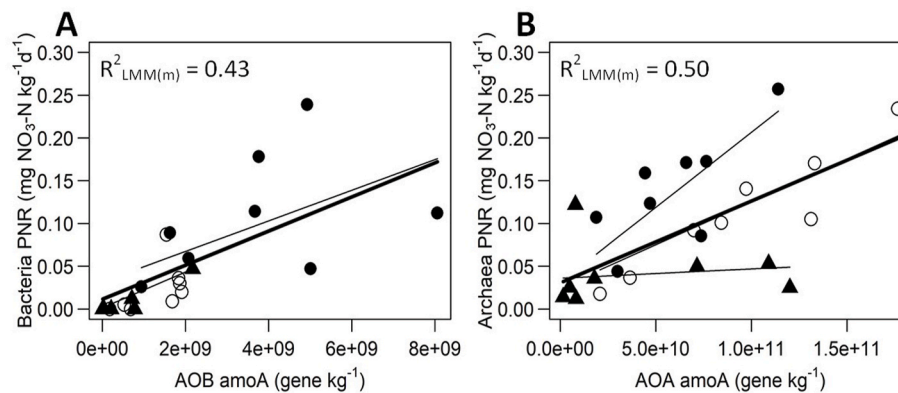 A
R²LMM(m) = 0.43
Bacteria PNR (mg NO₃-N kg⁻¹d⁻¹)
0.30
0.25
0.20
0.15
0.10
0.05
0.00
0e+00 2e+09 4e+09 6e+09 8e+09
AOB amoA (gene kg⁻¹)
B
R²LMM(m) = 0.50
Archaea PNR (mg NO₃-N kg⁻¹d⁻¹)
0.30
0.25
0.20
0.15
0.10
0.05
0.00
0.0e+00 5.0e+10 1.0e+11 1.5e+11
AOA amoA (gene kg⁻¹)